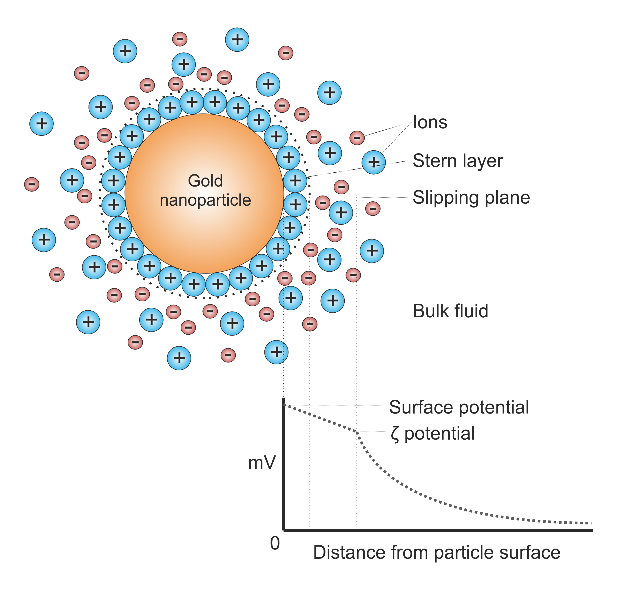 Gold
nanoparticle
Ions
Stern layer
Slipping plane
Bulk fluid
Surface potential
ζ potential
mV
0
Distance from particle surface